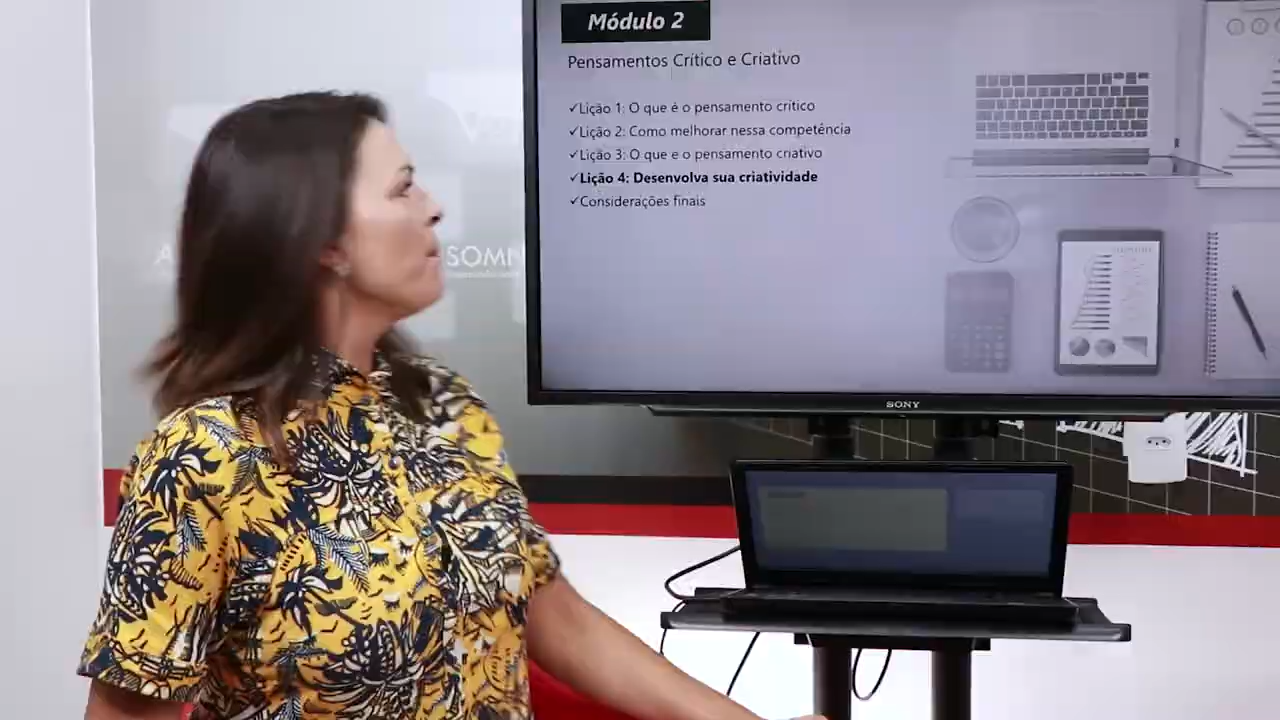 Módulo 2
Pensamentos Crítico e Criativo
✓Lição 1: O que é o pensamento crítico
✓Lição 2: Como melhorar nessa competência
✓Lição 3: O que e o pensamento criativo
✓Lição 4: Desenvolva sua criatividade
✓Considerações finais
SONY